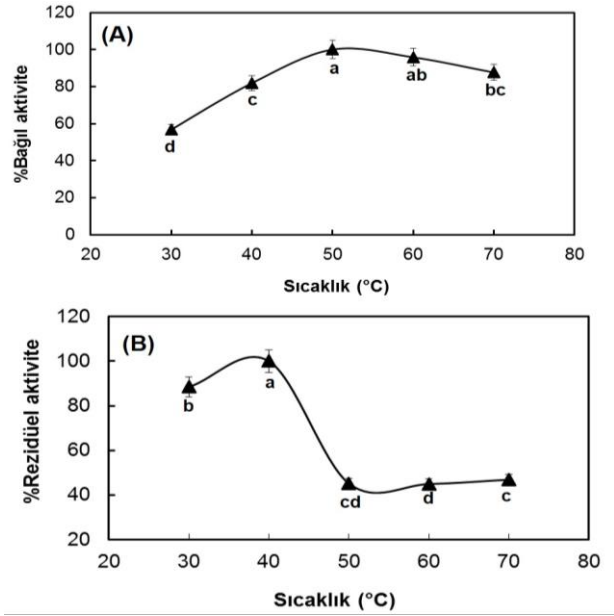 (A)
%Bağıl aktivite
120
100
80
60
40
20
0
d
c
a
ab
bc
20 30 40 50 60 70 80
Sıcaklık (°C)
(B)
%Rezidüel aktivite
120
100
80
60
40
20
b
a
cd
d
c
20 30 40 50 60 70 80
Sıcaklık (°C)